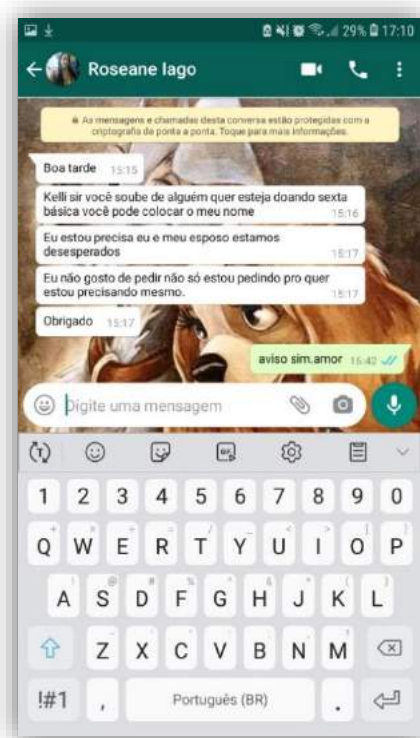 29% 17:10
Roseane Iago
As mensagens e chamadas desta conversa estão protegidas com a
criptografia de ponta a ponta. Toque para mais informações.
Boa tarde 15:15
Kelli sir você soube de alguém quer esteja doando sexta
básica você pode colocar o meu nome 15:16
Eu estou precisa eu e meu esposo estamos
desesperados 15:17
Eu não gosto de pedir não só estou pedindo pro quer
estou precisando mesmo. 15:17
Obrigado 15:17
aviso sim.amor 16:42
Digite uma mensagem
1 2 3 4 5 6 7 8 9 0
Q W E R T Y U I O P
A S D F G H J K L
Z X C V B N M
!#1 , Português (BR) .